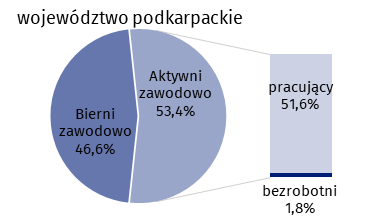 województwo podkarpackie
Aktywni
zawodowo
53,4%
Bierni
zawodowo
46,6%
pracujący
51,6%
bezrobotni
1,8%